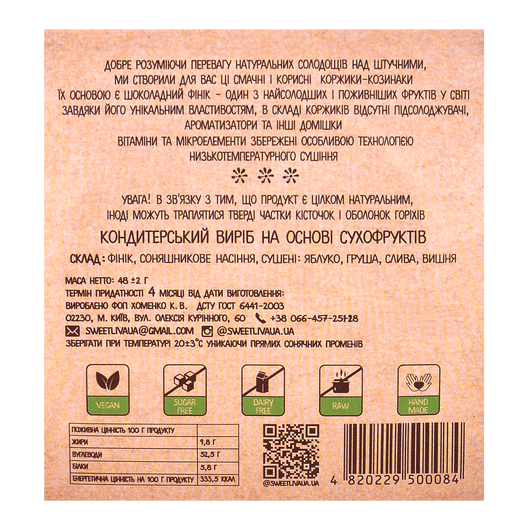 ДОБРЕ РОЗУМІЮЧИ ПЕРЕВАГУ НАТУРАЛЬНИХ СОЛОДОЩІВ НАД ШТУЧНИМИ,
МИ СТВОРИЛИ ДЛЯ ВАС ЦІ СМАЧНІ І КОРИСНІ КОРЖИКИ-КОЗИНАКИ
ЇХ ОСНОВОЮ Є ШОКОЛАДНИЙ ФІНІК - ОДИН З НАЙСОЛОДШИХ І ПОЖИВНІШИХ ФРУКТІВ У СВІТІ
ЗАВДЯКИ ЙОГО УНІКАЛЬНИМ ВЛАСТИВОСТЯМ, В СКЛАДІ КОРЖИКІВ ВІДСУТНІ ПІДСОЛОДЖУВАЧІ,
АРОМАТИЗАТОРИ ТА ІНШІ ДОМІШКИ
ВІТАМІНИ ТА МІКРОЕЛЕМЕНТИ ЗБЕРЕЖЕНІ ОСОБЛИВОЮ ТЕХНОЛОГІЄЮ
НИЗЬКОТЕМПЕРАТУРНОГО СУШІННЯ
УВАГА! В ЗВ'ЯЗКУ З ТИМ, ЩО ПРОДУКТ Є ЦІЛКОМ НАТУРАЛЬНИМ,
ІНОДІ МОЖУТЬ ТРАПЛЯТИСЯ ТВЕРДІ ЧАСТКИ КІСТОЧОК І ОБОЛОНОК ГОРІХІВ
КОНДИТЕРСЬКИЙ ВИРІБ НА ОСНОВІ СУХОФРУКТІВ
СКЛАД: ФІНІК, СОНЯШНИКОВЕ НАСІННЯ, СУШЕНІ: ЯБЛУКО, ГРУША, СЛИВА, ВИШНЯ
МАСА НЕТТО: 48 ±2 Г
ТЕРМІН ПРИДАТНОСТІ 4 МІСЯЦІ ВІД ДАТИ ВИГОТОВЛЕННЯ:
ВИРОБЛЕНО ФОП ХОМЕНКО К. В. ДСТУ ГОСТ 6441-2003
02230, М. КИЇВ, ВУЛ. ОЛЕКСІЯ КУРІННОГО, 60 +38 066-457-251-28
SWEETLIVAUA@GMAIL.COM @SWEETLIVA.UA.UA
ЗБЕРІГАТИ ПРИ ТЕМПЕРАТУРІ 20±3°С УНИКАЮЧИ ПРЯМИХ СОНЯЧНИХ ПРОМЕНІВ
VEGAN
SUGAR FREE
DAIRY FREE
RAW
HAND MADE
ПОЖИВНА ЦІННІСТЬ 100 Г ПРОДУКТУ
ЖИРИ 9,8 Г
ВУГЛЕВОДИ 52,5 Г
БІЛКИ 5,8 Г
ЕНЕРГЕТИЧНА ЦІННІСТЬ НА 100 Г ПРОДУКТУ 333,5 ККАЛ
@SWEETLIVA.UA.UA
4 820229 500084